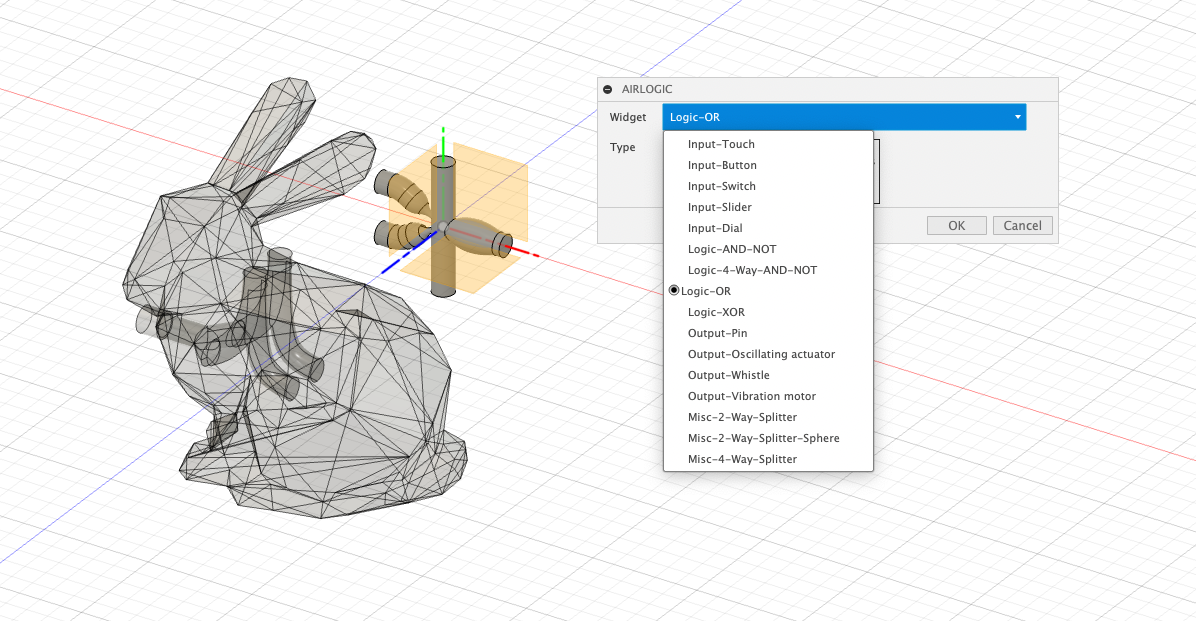 AIRLOGIC
Widget
Logic-OR
Type
Input-Touch
Input-Button
Input-Switch
Input-Slider
Input-Dial
Logic-AND-NOT
Logic-4-Way-AND-NOT
Logic-OR
Logic-XOR
Output-Pin
Output-Oscillating actuator
Output-Whistle
Output-Vibration motor
Misc-2-Way-Splitter
Misc-2-Way-Splitter-Sphere
Misc-4-Way-Splitter
OK
Cancel